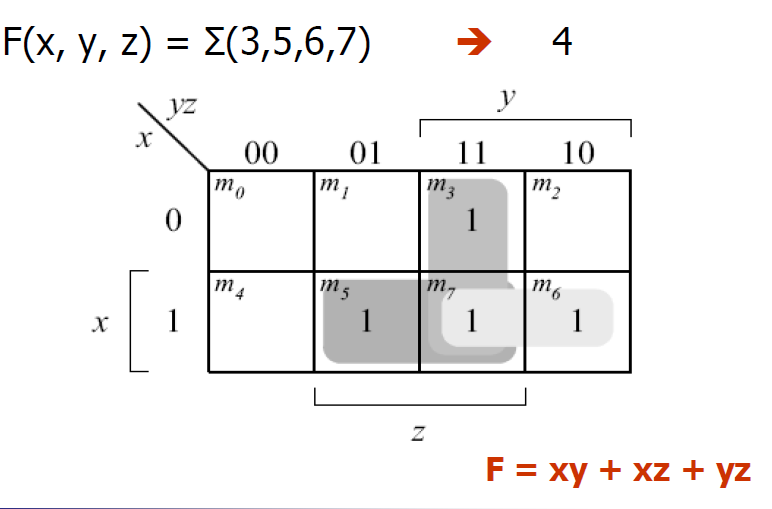 F(x, y, z) = Σ(3,5,6,7) ➔ 4
yz
y
x
00 01 11 10
m₀ m₁ m₃ m₂
0 1
m₄ m₅ m₇ m₆
x 1 1 1 1
z
F = xy + xz + yz